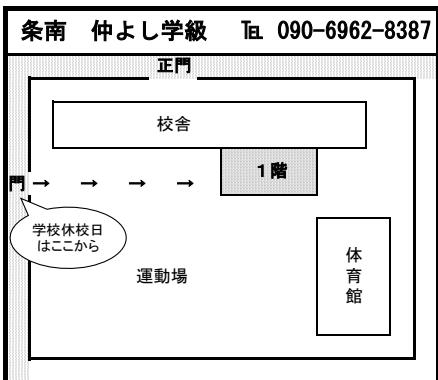 条南　仲よし学級　℡ 090-6962-8387
正門
校舎
１階
門 → → → →
学校休校日
はここから
運動場
体育館